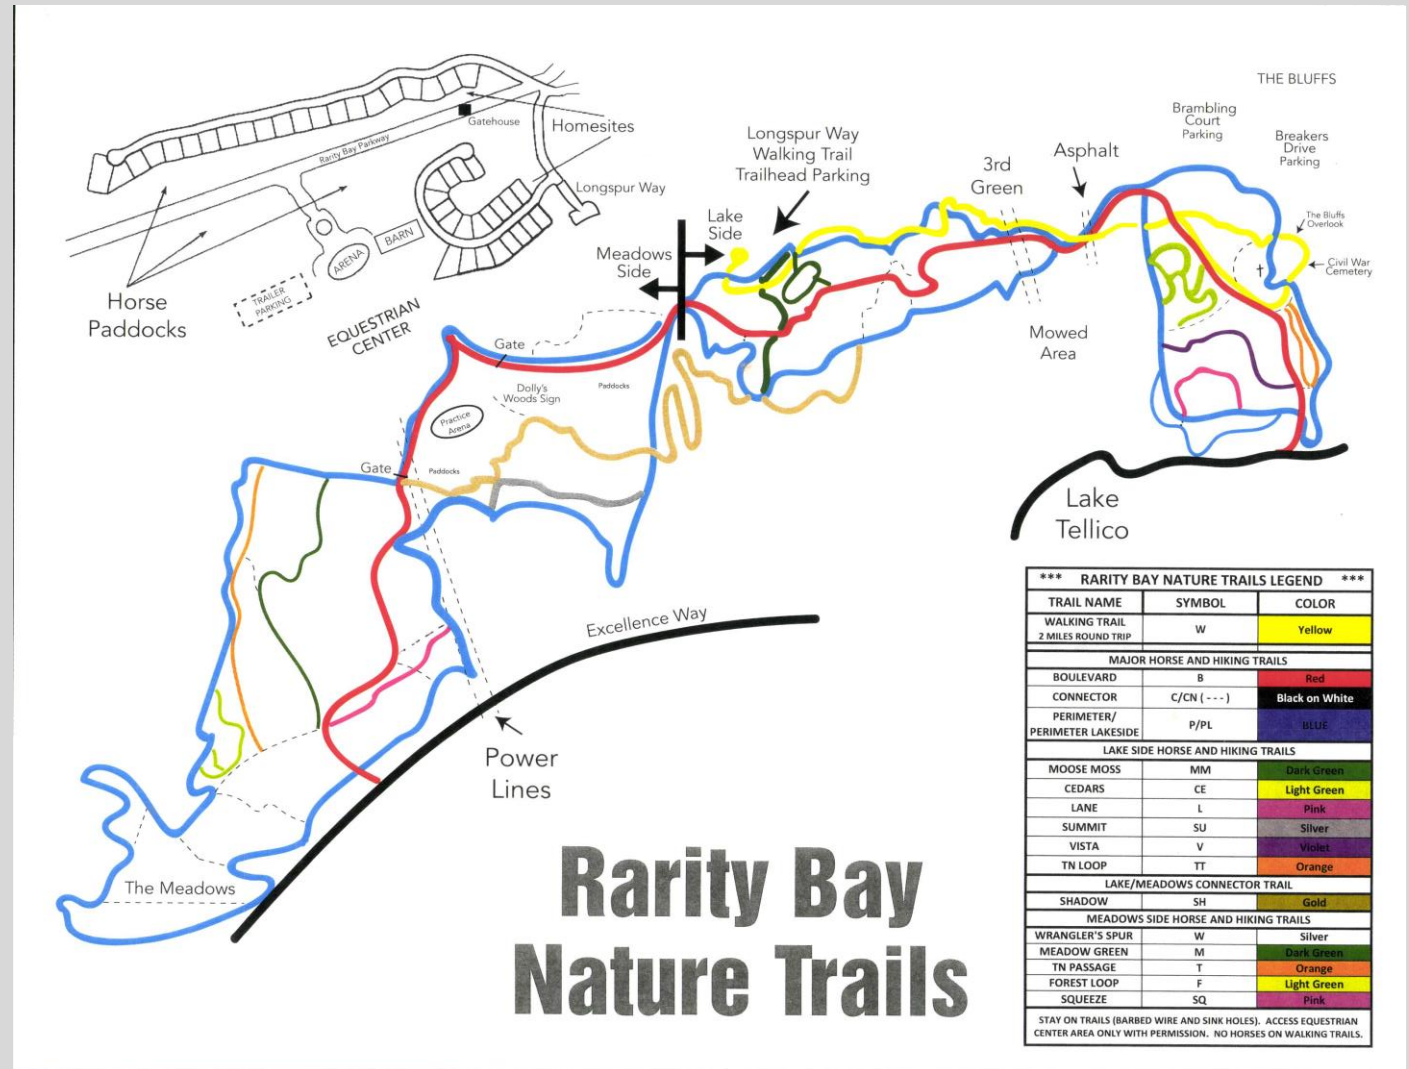 THE BLUFFS
Brambling
Court
Parking
Breakers
Drive
Parking
Gatehouse
Homesites
Rarity Bay Parkway
Longspur Way
Longspur Way
Walking Trail
Trailhead Parking
3rd
Green
Asphalt
Lake
Side
Meadows
Side
The Bluffs
Overlook
Civil War
Cemetery
BARN
ARENA
TRAILER
PARKING
Horse
Paddocks
EQUESTRIAN
CENTER
Gate
Mowed
Area
Dolly's
Woods Sign
Paddocks
Practice
Arena
Gate
Paddocks
Lake
Tellico
Excellence Way
Power
Lines
The Meadows
Rarity Bay
Nature Trails
*** RARITY BAY NATURE TRAILS LEGEND ***
TRAIL NAME SYMBOL COLOR
WALKING TRAIL
2 MILES ROUND TRIP W Yellow
MAJOR HORSE AND HIKING TRAILS
BOULEVARD B Red
CONNECTOR C/CN ( - - - ) Black on White
PERIMETER/
PERIMETER LAKESIDE P/PL BLUE
LAKE SIDE HORSE AND HIKING TRAILS
MOOSE MOSS MM Dark Green
CEDARS CE Light Green
LANE L Pink
SUMMIT SU Silver
VISTA V Violet
TN LOOP TT Orange
LAKE/MEADOWS CONNECTOR TRAIL
SHADOW SH Gold
MEADOWS SIDE HORSE AND HIKING TRAILS
WRANGLER'S SPUR W Silver
MEADOW GREEN M Dark Green
TN PASSAGE T Orange
FOREST LOOP F Light Green
SQUEEZE SQ Pink
STAY ON TRAILS (BARBED WIRE AND SINK HOLES). ACCESS EQUESTRIAN
CENTER AREA ONLY WITH PERMISSION. NO HORSES ON WALKING TRAILS.